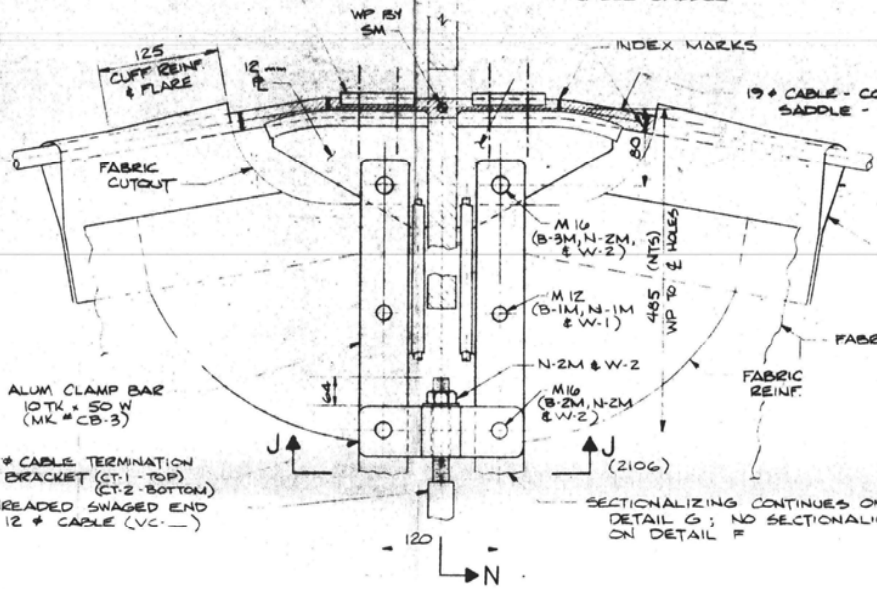 WP BY
SM
INDEX MARKS
125
CUFF REINF.
& FLARE
12 mm
PL
19 ⌀ CABLE - CO
SADDLE -
FABRIC
CUTOUT
80
M16
(B-3M, N-2M,
& W-2)
485 (NTS)
WP TO ℄ HOLES
M12
(B-1M, N-1M
& W-1)
FABR
N-2M & W-2
64
FABRIC
REINF.
ALUM CLAMP BAR
10 TK x 50 W
(MK # CB-3)
M16
(B-2M, N-2M
& W-2)
J
J
(2106)
⌀ CABLE TERMINATION
BRACKET (CT-1 - TOP)
(CT-2 - BOTTOM)
READED SWAGED END
12 ⌀ CABLE (VC-__)
SECTIONALIZING CONTINUES O
DETAIL G; NO SECTIONALI
ON DETAIL F
120
N